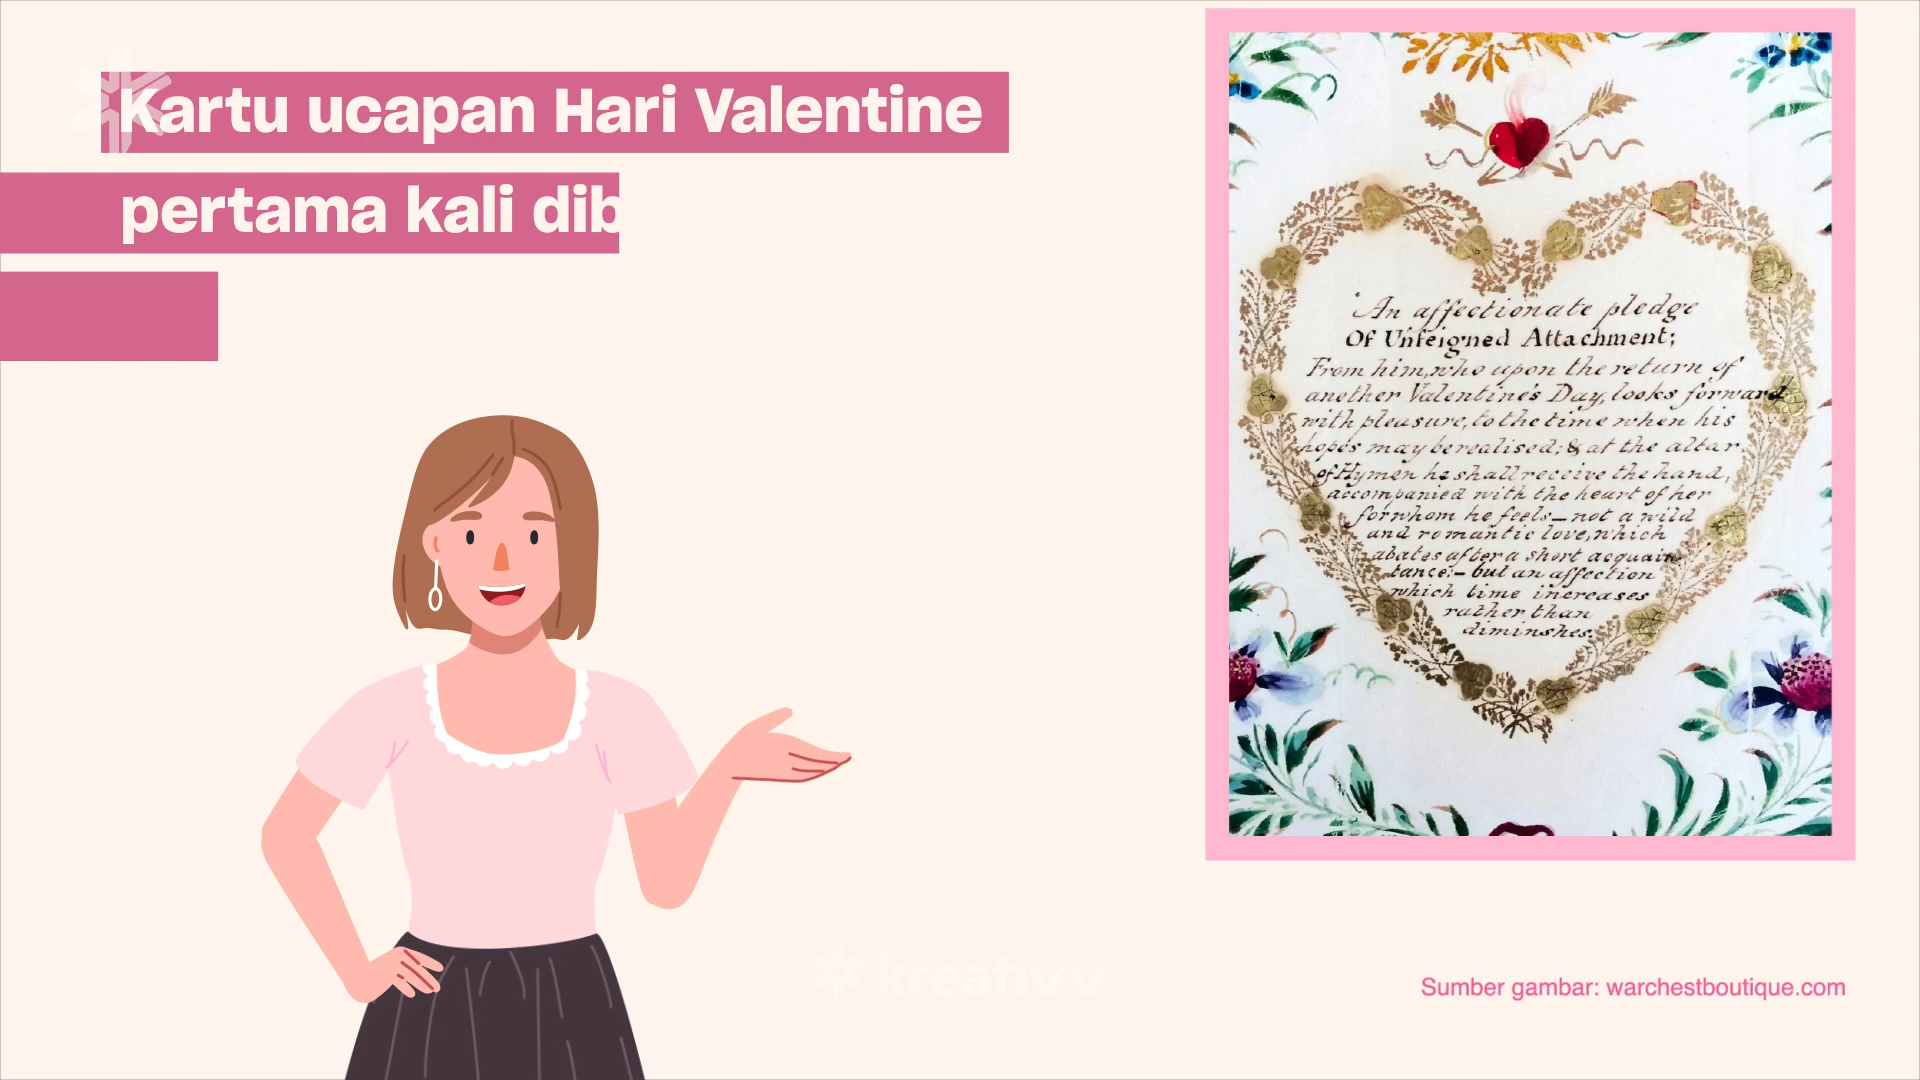 Kartu ucapan Hari Valentine
pertama kali dib
An affectionate pledge
Of Unfeigned Attachment;
From him, who upon the return of
another Valentine's Day, looks forward
with pleasure, to the time when his
hopes may be realised; & at the altar
of Hymen he shall receive the hand,
accompanied with the heart of her
for whom he feels—not a wild
and romantic love, which
abates after a short acquain
tance:—but an affection
which time increases
rather than
diminshes.
kreativv
Sumber gambar: warchestboutique.com